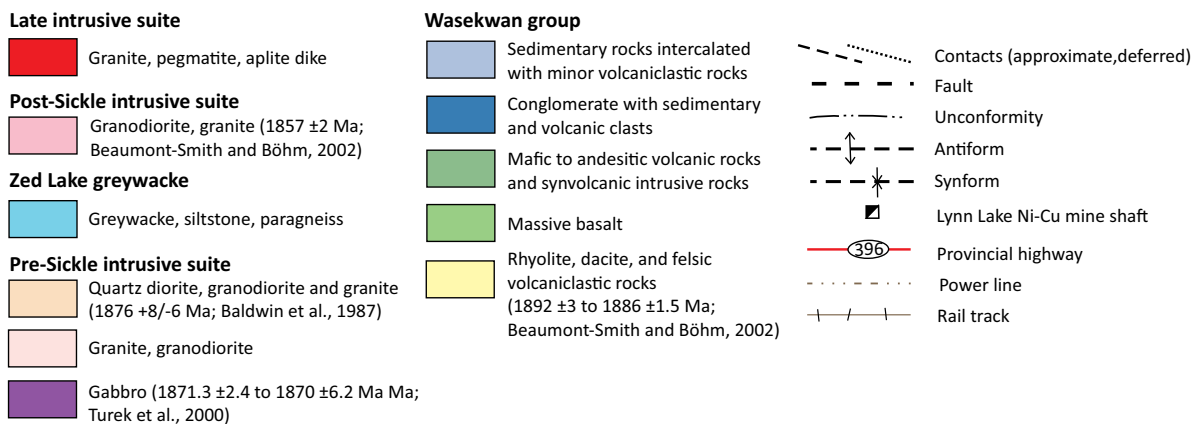 Late intrusive suite
Granite, pegmatite, aplite dike
Post-Sickle intrusive suite
Granodiorite, granite (1857 ±2 Ma;
Beaumont-Smith and Böhm, 2002)
Zed Lake greywacke
Greywacke, siltstone, paragneiss
Pre-Sickle intrusive suite
Quartz diorite, granodiorite and granite
(1876 +8/-6 Ma; Baldwin et al., 1987)
Granite, granodiorite
Gabbro (1871.3 ±2.4 to 1870 ±6.2 Ma Ma;
Turek et al., 2000)
Wasekwan group
Sedimentary rocks intercalated
with minor volcaniclastic rocks
Conglomerate with sedimentary
and volcanic clasts
Mafic to andesitic volcanic rocks
and synvolcanic intrusive rocks
Massive basalt
Rhyolite, dacite, and felsic
volcaniclastic rocks
(1892 ±3 to 1886 ±1.5 Ma;
Beaumont-Smith and Böhm, 2002)
Contacts (approximate,deferred)
Fault
Unconformity
Antiform
Synform
Lynn Lake Ni-Cu mine shaft
396 Provincial highway
Power line
Rail track